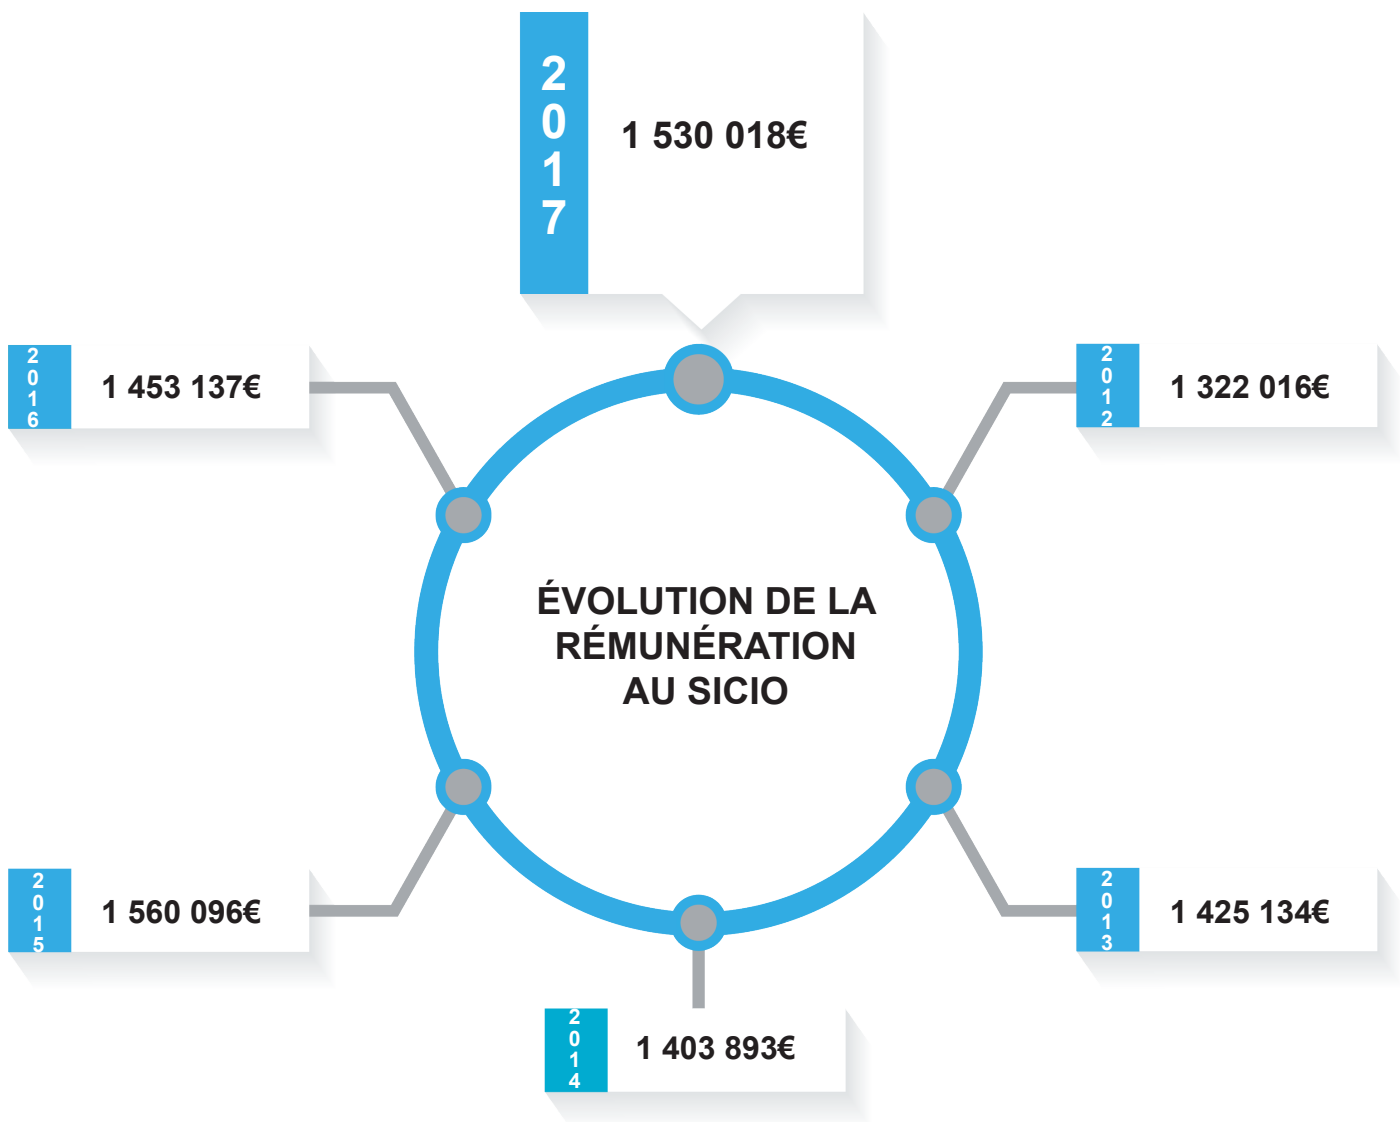 2017
1 530 018€
2016
1 453 137€
2012
1 322 016€
ÉVOLUTION DE LA
RÉMUNÉRATION
AU SICIO
2015
1 560 096€
2013
1 425 134€
2014
1 403 893€